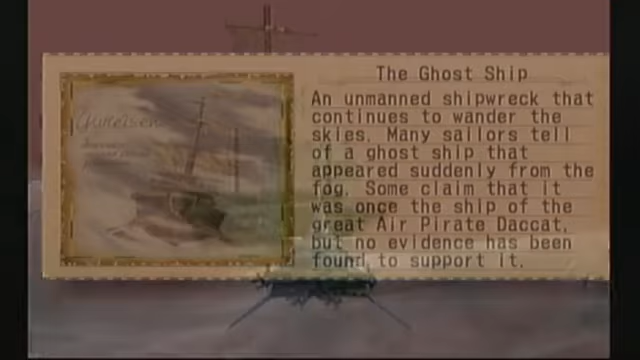 The Ghost Ship
An unmanned shipwreck that
continues to wander the
skies. Many sailors tell
of a ghost ship that
appeared suddenly from the
fog. Some claim that it
was once the ship of the
great Air Pirate Daccat,
but no evidence has been
found to support it.